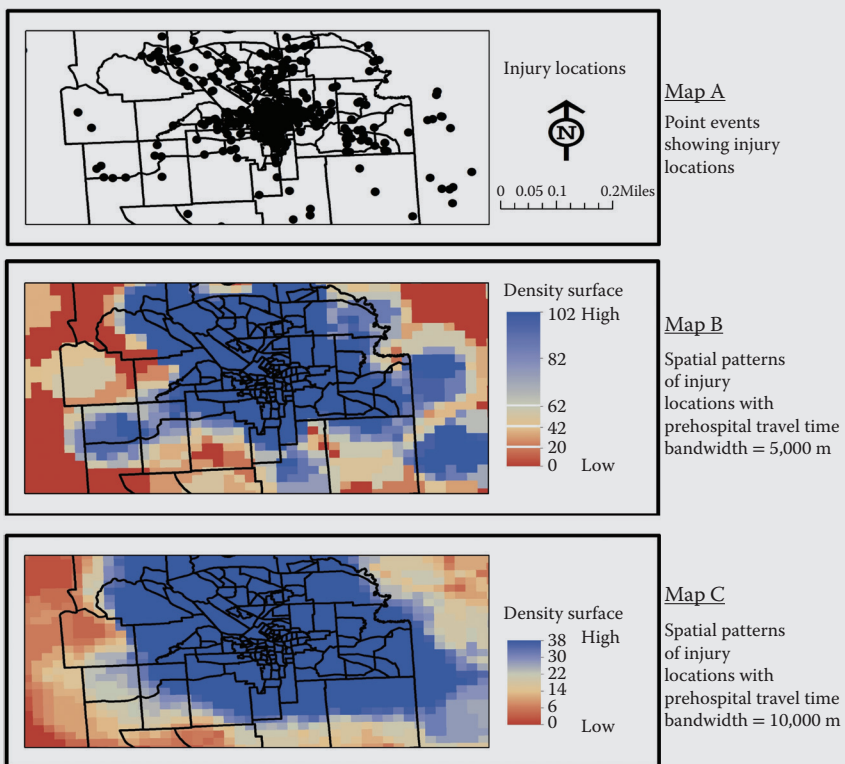 Injury locations
N
0 0.05 0.1 0.2Miles
Map A
Point events
showing injury
locations
Density surface
102 High
82
62
42
20
0 Low
Map B
Spatial patterns
of injury
locations with
prehospital travel time
bandwidth = 5,000 m
Density surface
38 High
30
22
14
6
0 Low
Map C
Spatial patterns
of injury
locations with
prehospital travel time
bandwidth = 10,000 m